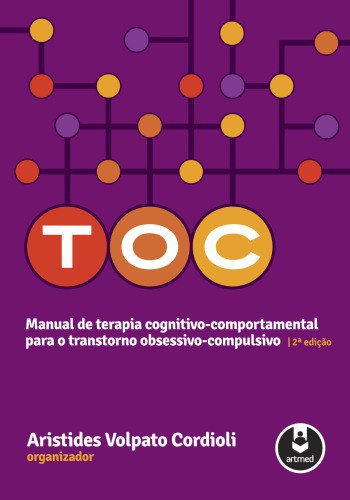 TOC
Manual de terapia cognitivo-comportamental
para o transtorno obsessivo-compulsivo | 2ª edição
Aristides Volpato Cordioli
organizador
artmed